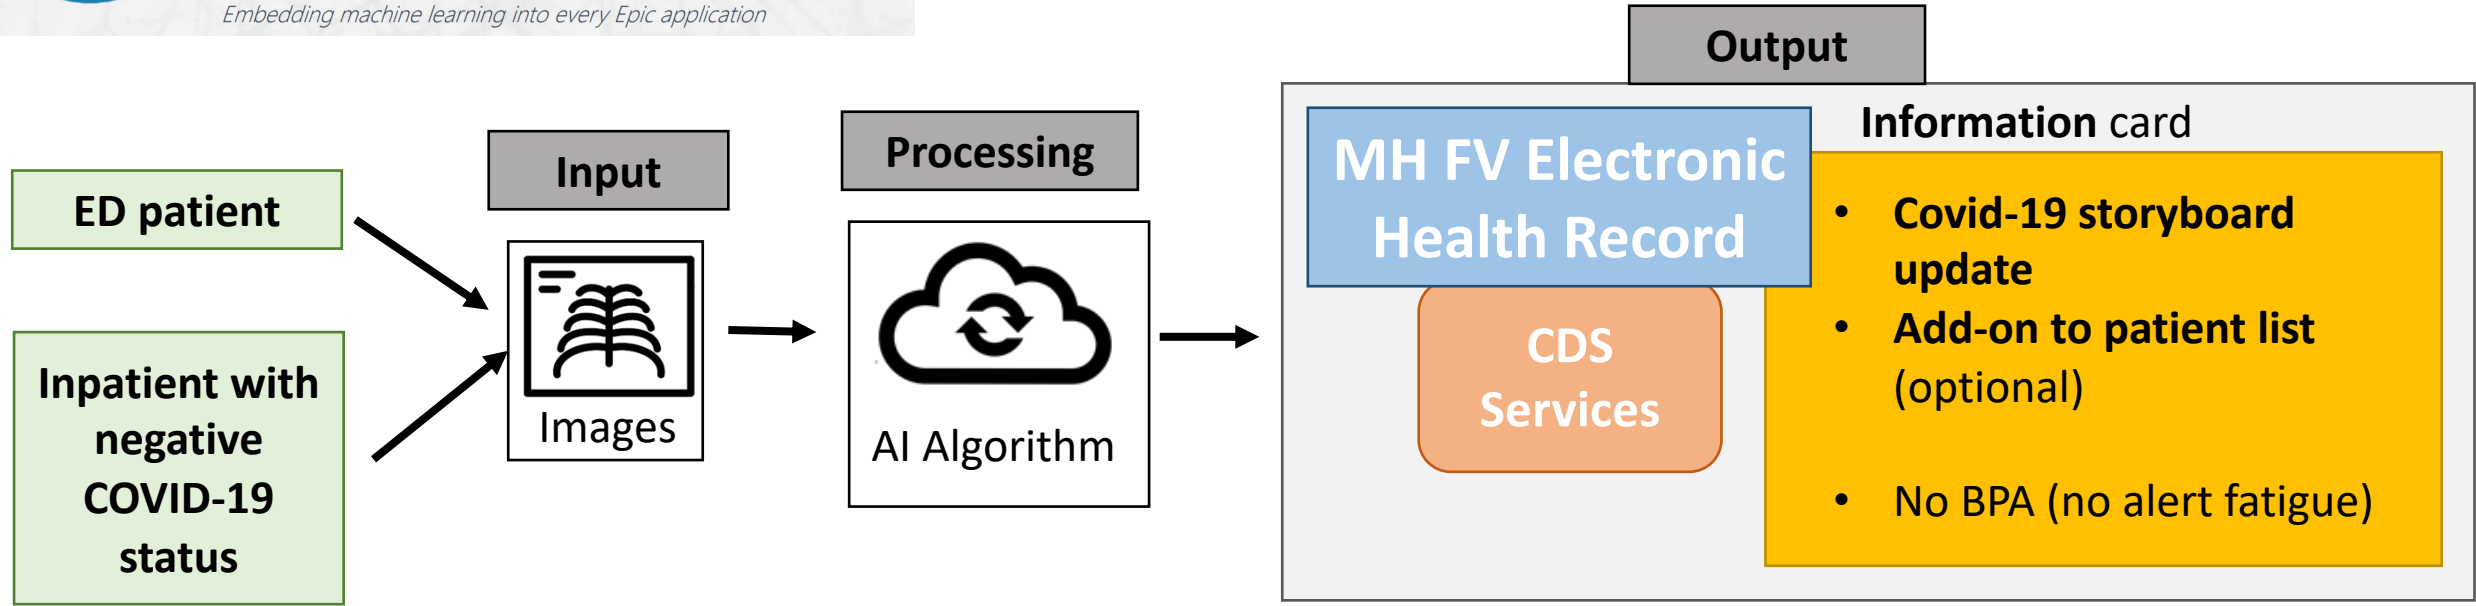 Embedding machine learning into every Epic application
ED patient
Inpatient with
negative
COVID-19
status
Input
Images
Processing
AI Algorithm
Output
MH FV Electronic
Health Record
CDS
Services
Information card
• Covid-19 storyboard
update
• Add-on to patient list
(optional)
• No BPA (no alert fatigue)